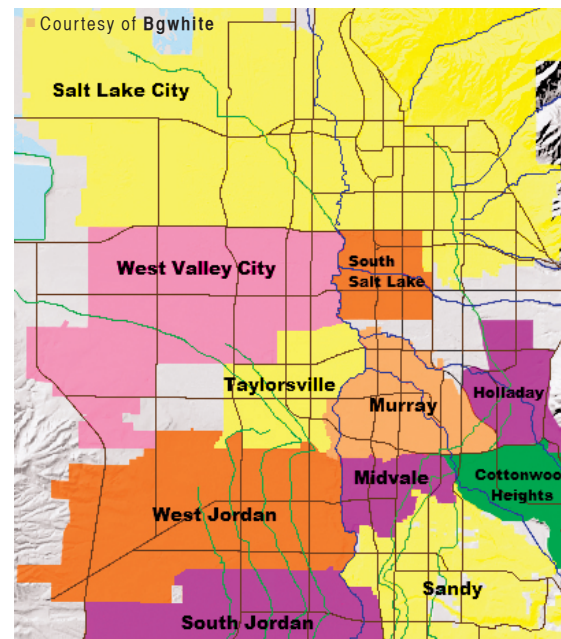 Courtesy of Bgwhite
Salt Lake City
West Valley City
South
Salt Lake
Taylorsville
Murray
Holladay
Midvale
Cottonwoo
Heights
West Jordan
Sandy
South Jordan